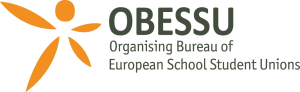 OBESSU
Organising Bureau of
European School Student Unions